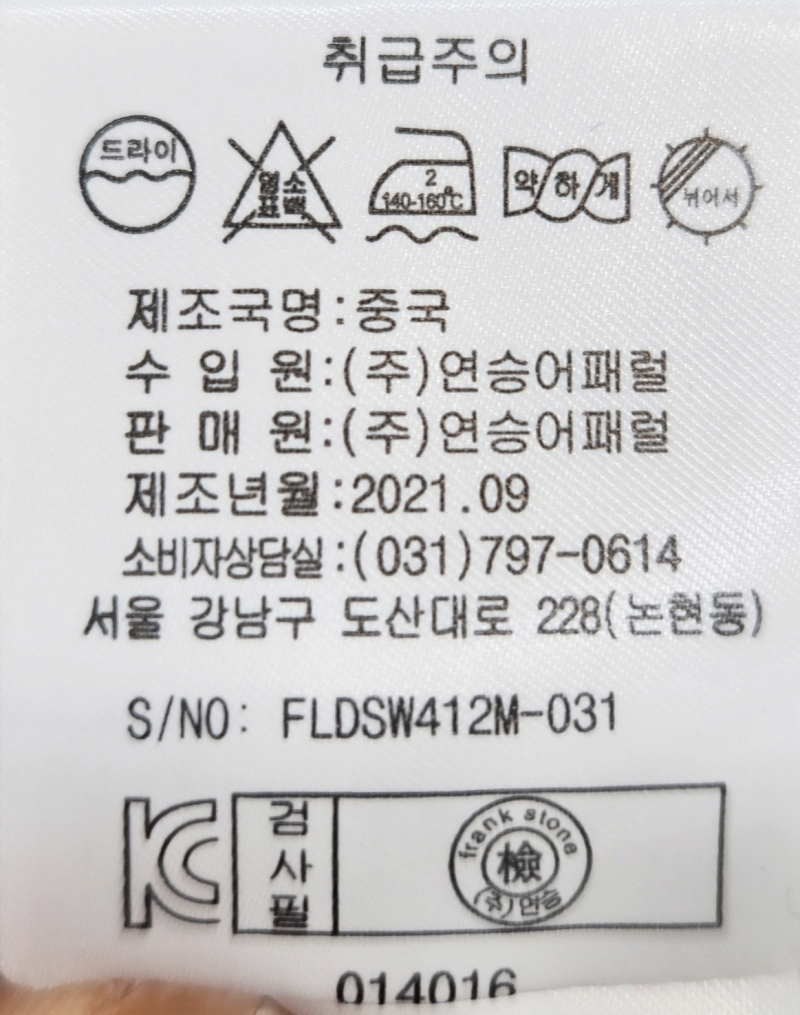 취급주의
드라이
염소
표백
2
140-160℃
약하게
뉘어서
제조국명:중국
수 입 원:(주)연승어패럴
판 매 원:(주)연승어패럴
제조년월:2021.09
소비자상담실:(031)797-0614
서울 강남구 도산대로 228(논현동)
S/NO: FLDSW412M-031
KC
검사필
frank stone
檢
(주)연승
014016